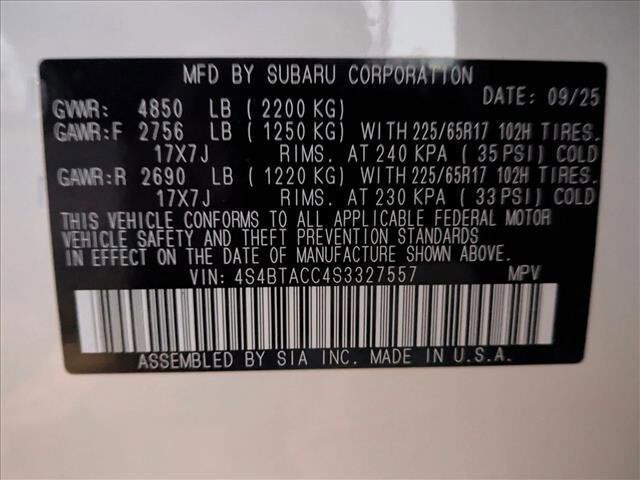 MFD BY SUBARU CORPORATION
DATE: 09/25
GVWR: 4850 LB (2200 KG)
GAWR:F 2756 LB (1250 KG) WITH 225/65R17 102H TIRES.
17X7J RIMS. AT 240 KPA (35 PSI) COLD
GAWR:R 2690 LB (1220 KG) WITH 225/65R17 102H TIRES.
17X7J RIMS. AT 230 KPA (33 PSI) COLD
THIS VEHICLE CONFORMS TO ALL APPLICABLE FEDERAL MOTOR
VEHICLE SAFETY AND THEFT PREVENTION STANDARDS
IN EFFECT ON THE DATE OF MANUFACTURE SHOWN ABOVE.
VIN: 4S4BTACC4S3327557 MPV
ASSEMBLED BY SIA INC. MADE IN U.S.A.